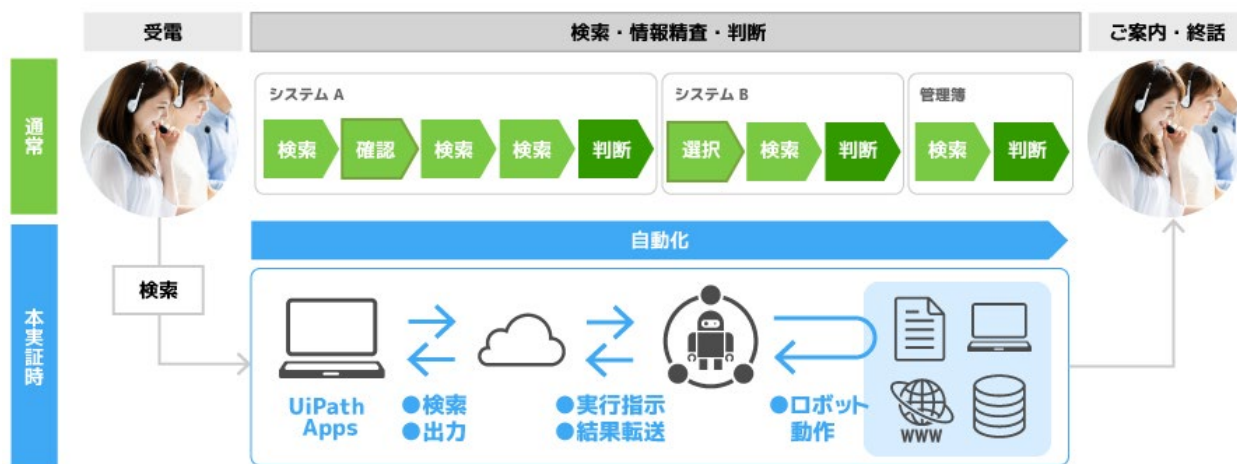 受電
検索・情報精査・判断
ご案内・終話
通常
システム A
システム B
管理簿
検索
確認
検索
検索
判断
選択
検索
判断
検索
判断
本実証時
自動化
検索
UiPath
Apps
●検索
●出力
●実行指示
●結果転送
●ロボット
動作
WWW